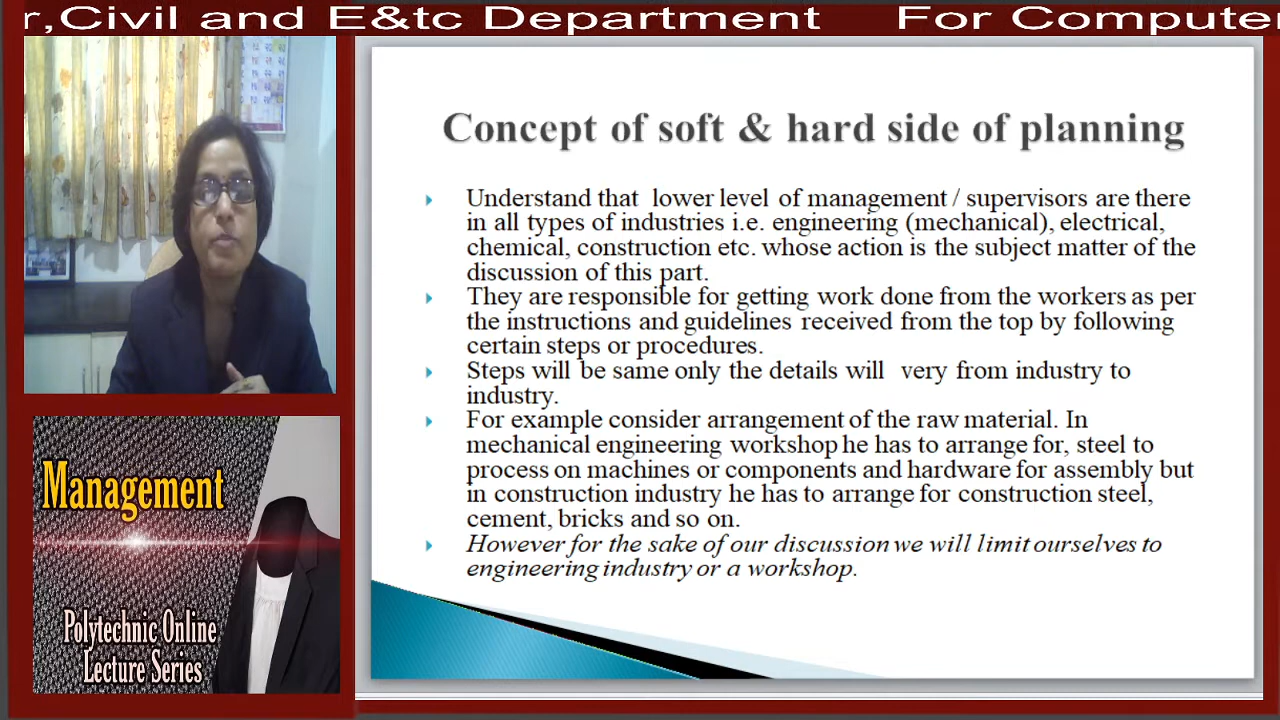 r,Civil and E&tc Department For Compute
Concept of soft & hard side of planning
Understand that lower level of management / supervisors are there
in all types of industries i.e. engineering (mechanical), electrical,
chemical, construction etc. whose action is the subject matter of the
discussion of this part.
They are responsible for getting work done from the workers as per
the instructions and guidelines received from the top by following
certain steps or procedures.
Steps will be same only the details will very from industry to
industry.
For example consider arrangement of the raw material. In
mechanical engineering workshop he has to arrange for, steel to
process on machines or components and hardware for assembly but
in construction industry he has to arrange for construction steel,
cement, bricks and so on.
However for the sake of our discussion we will limit ourselves to
engineering industry or a workshop.
Management
Polytechnic Online
Lecture Series